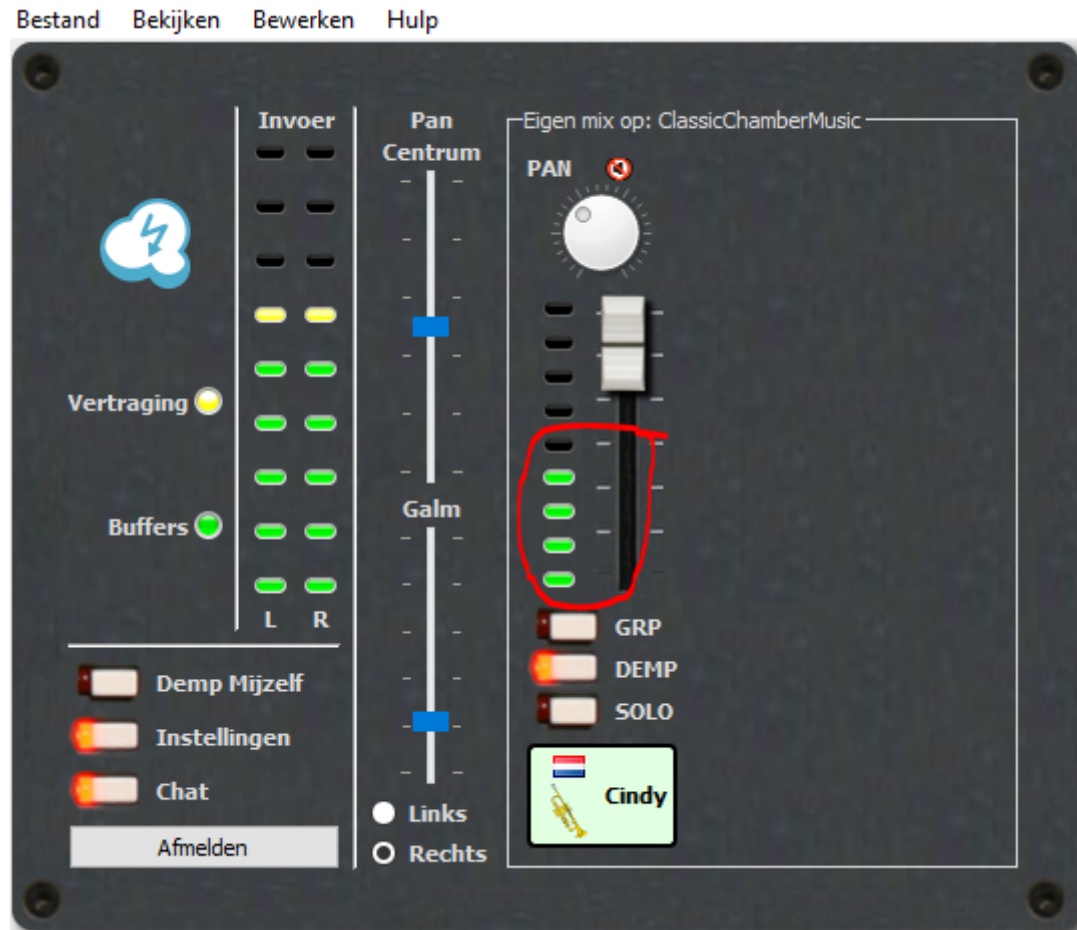 Bestand Bekijken Bewerken Hulp
Invoer
L R
Vertraging
Buffers
Demp Mijzelf
Instellingen
Chat
Afmelden
Pan
Centrum
Galm
Links
Rechts
Eigen mix op: ClassicChamberMusic
PAN
GRP
DEMP
SOLO
Cindy